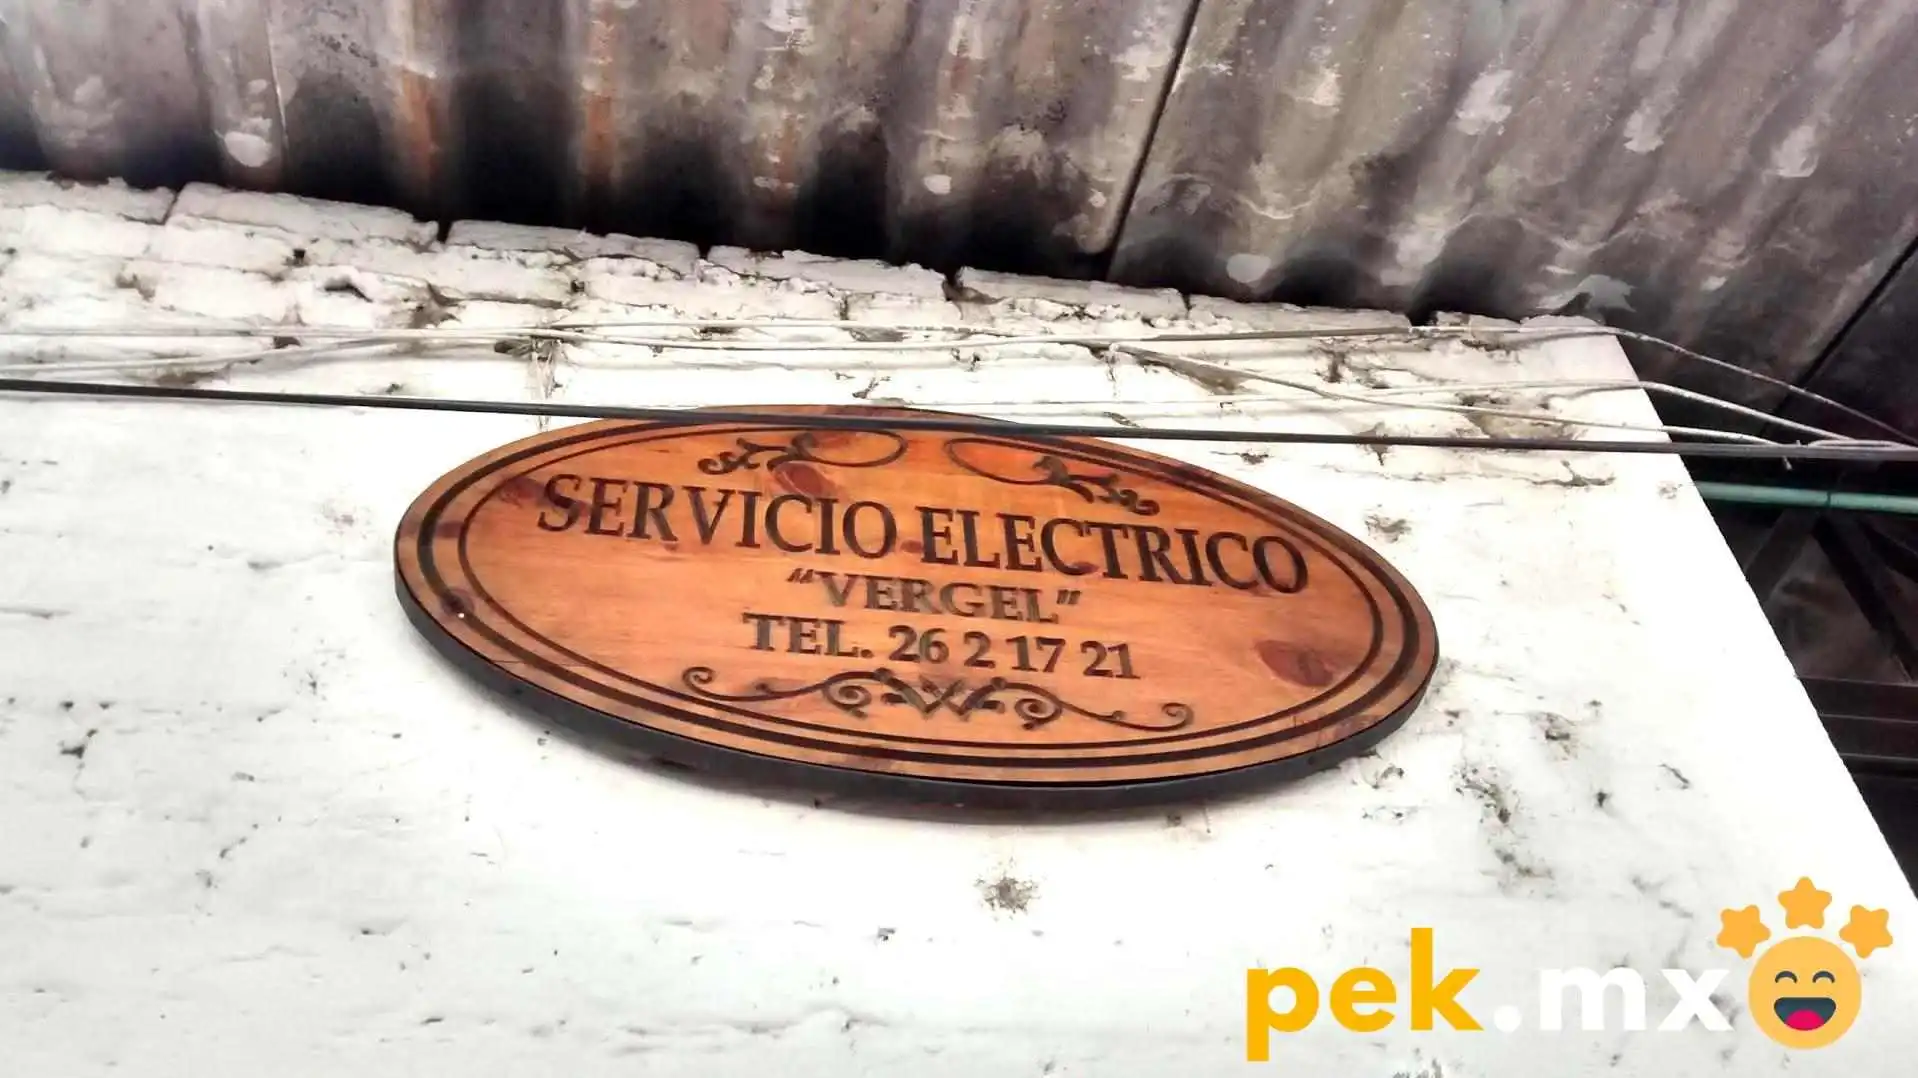 SERVICIO ELECTRICO
“VERGEL”
TEL. 26 2 17 21
pek.mx